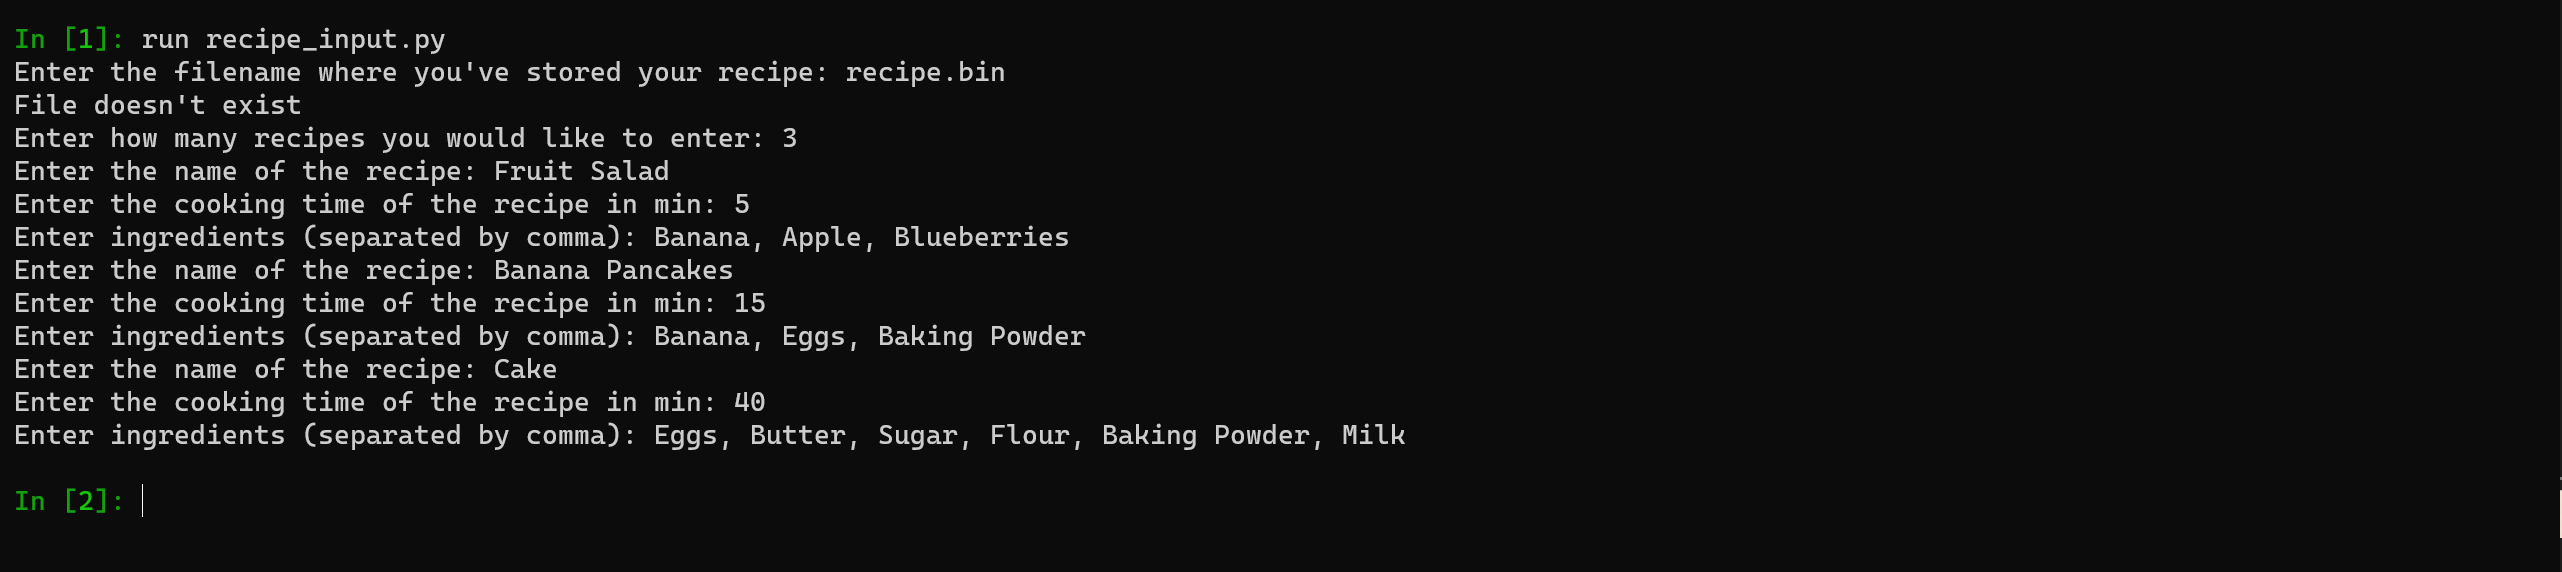 In [1]: run recipe_input.py
Enter the filename where you've stored your recipe: recipe.bin
File doesn't exist
Enter how many recipes you would like to enter: 3
Enter the name of the recipe: Fruit Salad
Enter the cooking time of the recipe in min: 5
Enter ingredients (separated by comma): Banana, Apple, Blueberries
Enter the name of the recipe: Banana Pancakes
Enter the cooking time of the recipe in min: 15
Enter ingredients (separated by comma): Banana, Eggs, Baking Powder
Enter the name of the recipe: Cake
Enter the cooking time of the recipe in min: 40
Enter ingredients (separated by comma): Eggs, Butter, Sugar, Flour, Baking Powder, Milk
In [2]: